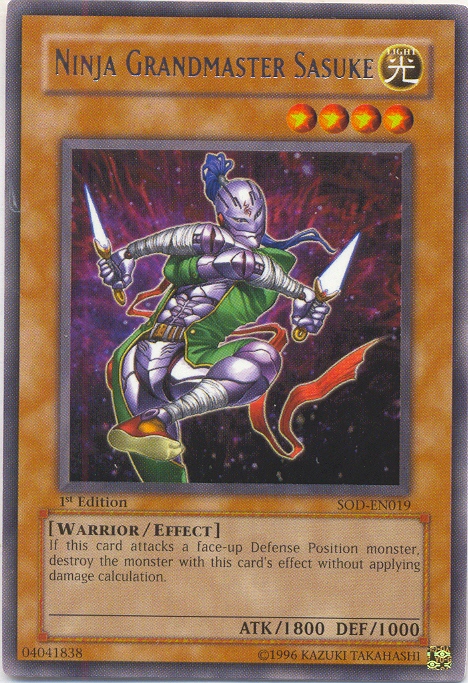 NINJA GRANDMASTER SASUKE
LIGHT
光
1st Edition
SOD-EN019
[WARRIOR/EFFECT]
If this card attacks a face-up Defense Position monster,
destroy the monster with this card's effect without applying
damage calculation.
ATK/1800 DEF/1000
04041838
©1996 KAZUKI TAKAHASHI